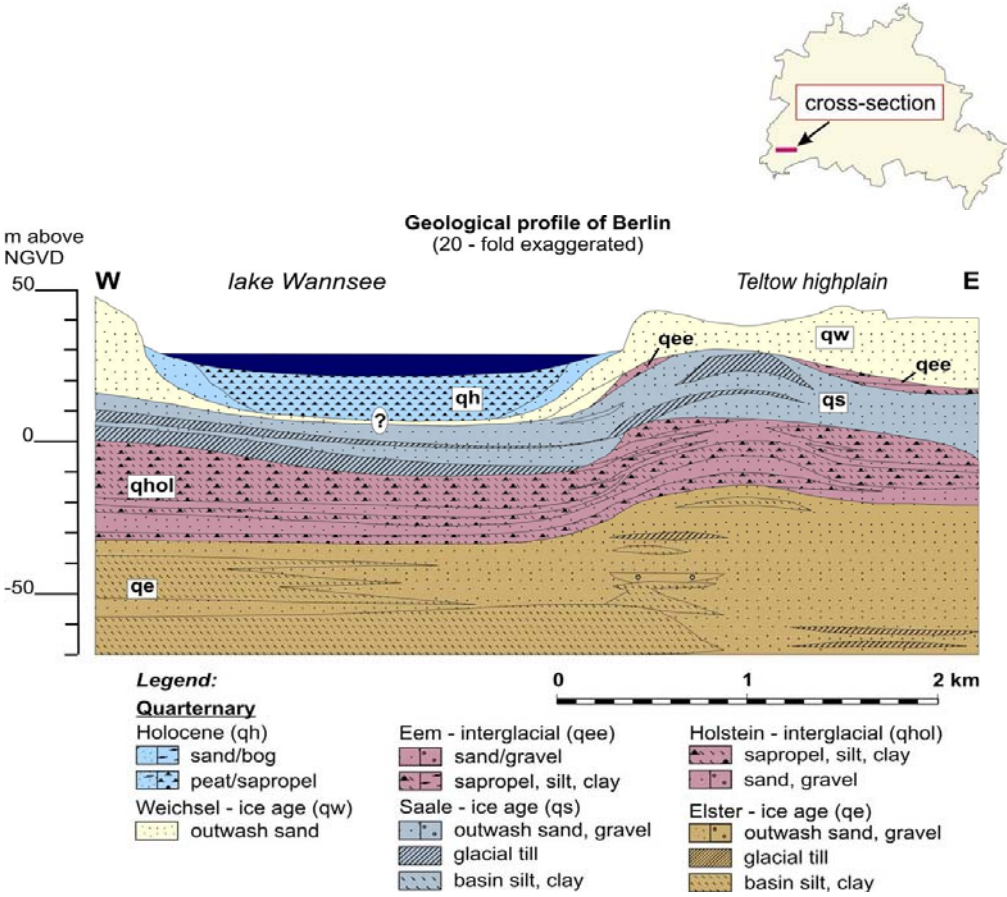 cross-section
Geological profile of Berlin
(20 - fold exaggerated)
m above
NGVD
50
W
lake Wannsee
Teltow highplain
E
qee
qw
qee
qh
qs
?
0
qhol
qe
-50
Legend:
0 1 2 km
Quarternary
Holocene (qh)
sand/bog
peat/sapropel
Weichsel - ice age (qw)
outwash sand
Eem - interglacial (qee)
sand/gravel
sapropel, silt, clay
Saale - ice age (qs)
outwash sand, gravel
glacial till
basin silt, clay
Holstein - interglacial (qhol)
sapropel, silt, clay
sand, gravel
Elster - ice age (qe)
outwash sand, gravel
glacial till
basin silt, clay